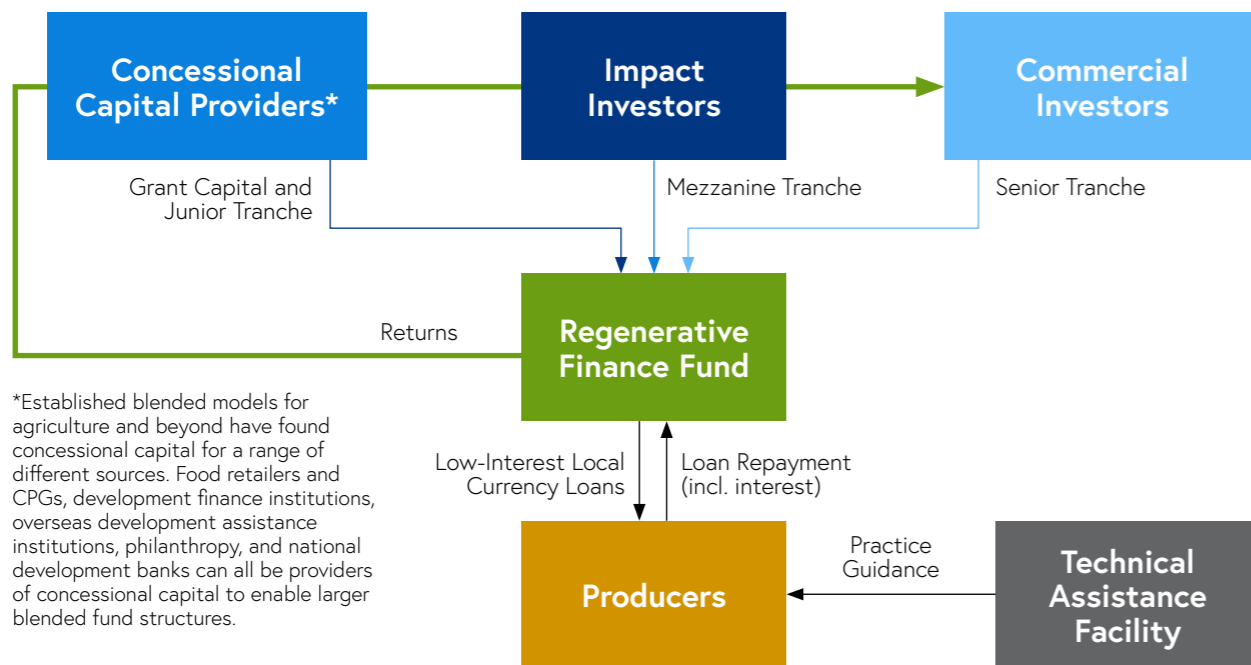 Concessional
Capital Providers*
Impact
Investors
Commercial
Investors
Grant Capital and
Junior Tranche
Mezzanine Tranche
Senior Tranche
Returns
Regenerative
Finance Fund
*Established blended models for
agriculture and beyond have found
concessional capital for a range of
different sources. Food retailers and
CPGs, development finance institutions,
overseas development assistance
institutions, philanthropy, and national
development banks can all be providers
of concessional capital to enable larger
blended fund structures.
Low-Interest Local
Currency Loans
Loan Repayment
(incl. interest)
Producers
Practice
Guidance
Technical
Assistance
Facility